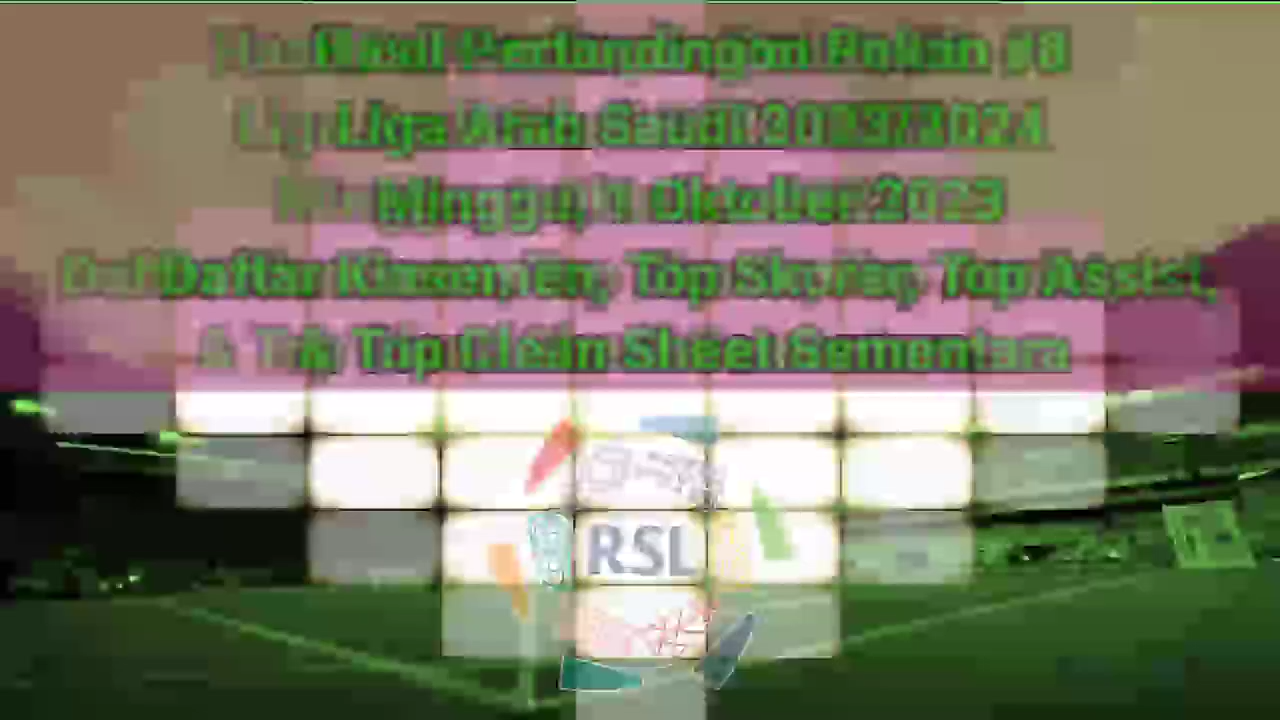 Hasil Pertandingan Pekan #8
Liga Arab Saudi 2023/2024
Minggu, 1 Oktober 2023
Daftar Klasemen, Top Skorer, Top Assist,
& Top Clean Sheet Sementara
RSL